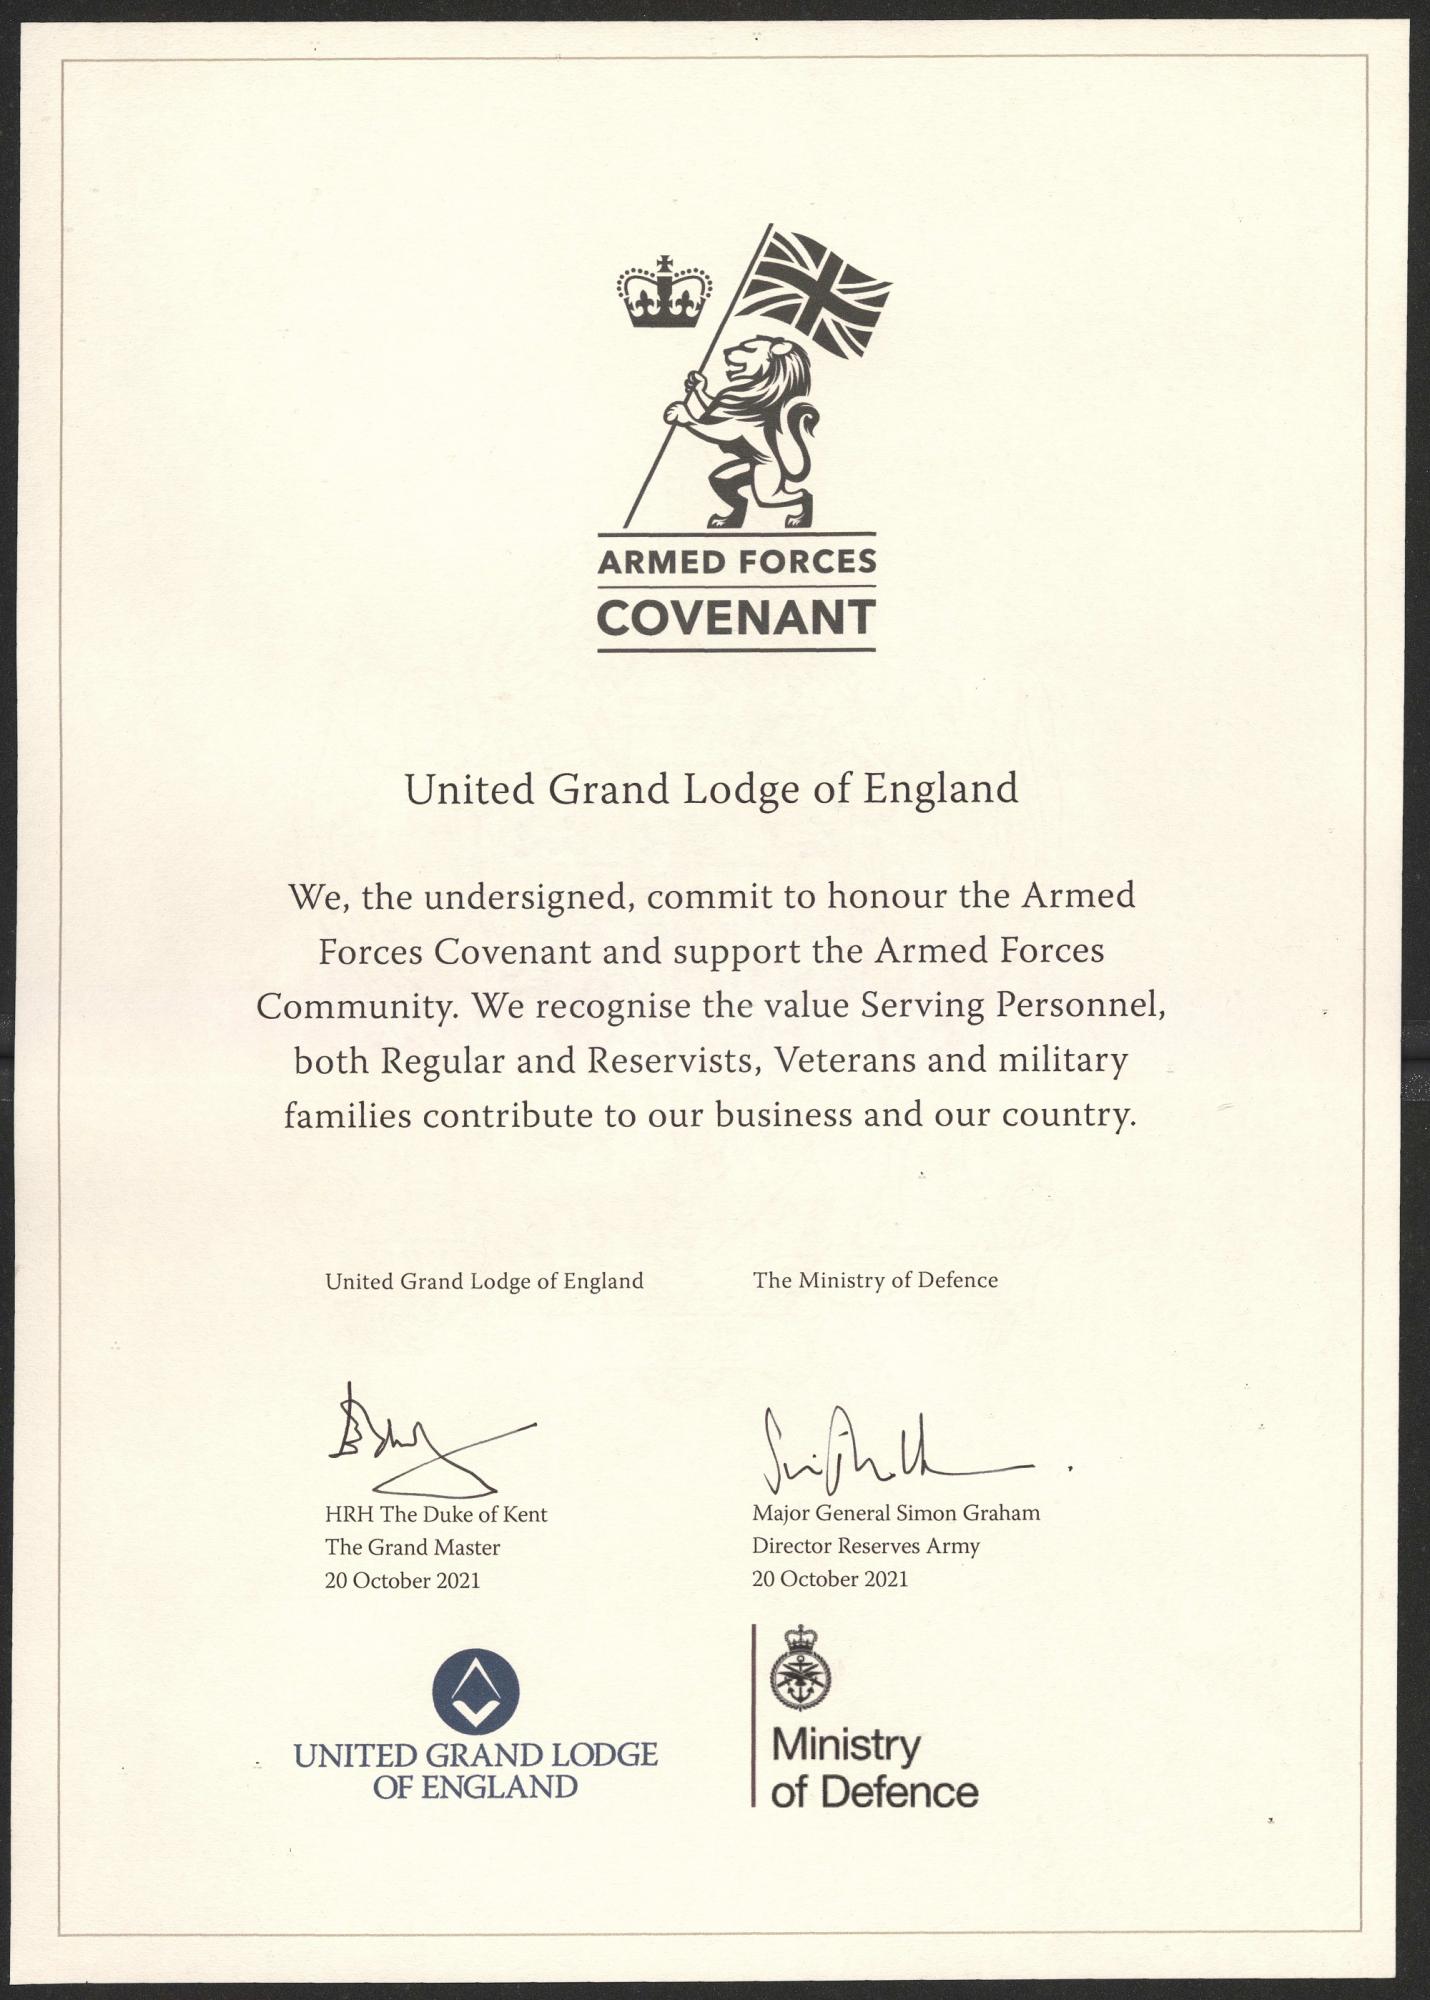 ARMED FORCES
COVENANT
United Grand Lodge of England
We, the undersigned, commit to honour the Armed
Forces Covenant and support the Armed Forces
Community. We recognise the value Serving Personnel,
both Regular and Reservists, Veterans and military
families contribute to our business and our country.
United Grand Lodge of England
HRH The Duke of Kent
The Grand Master
20 October 2021
UNITED GRAND LODGE
OF ENGLAND
The Ministry of Defence
Major General Simon Graham
Director Reserves Army
20 October 2021
Ministry
of Defence